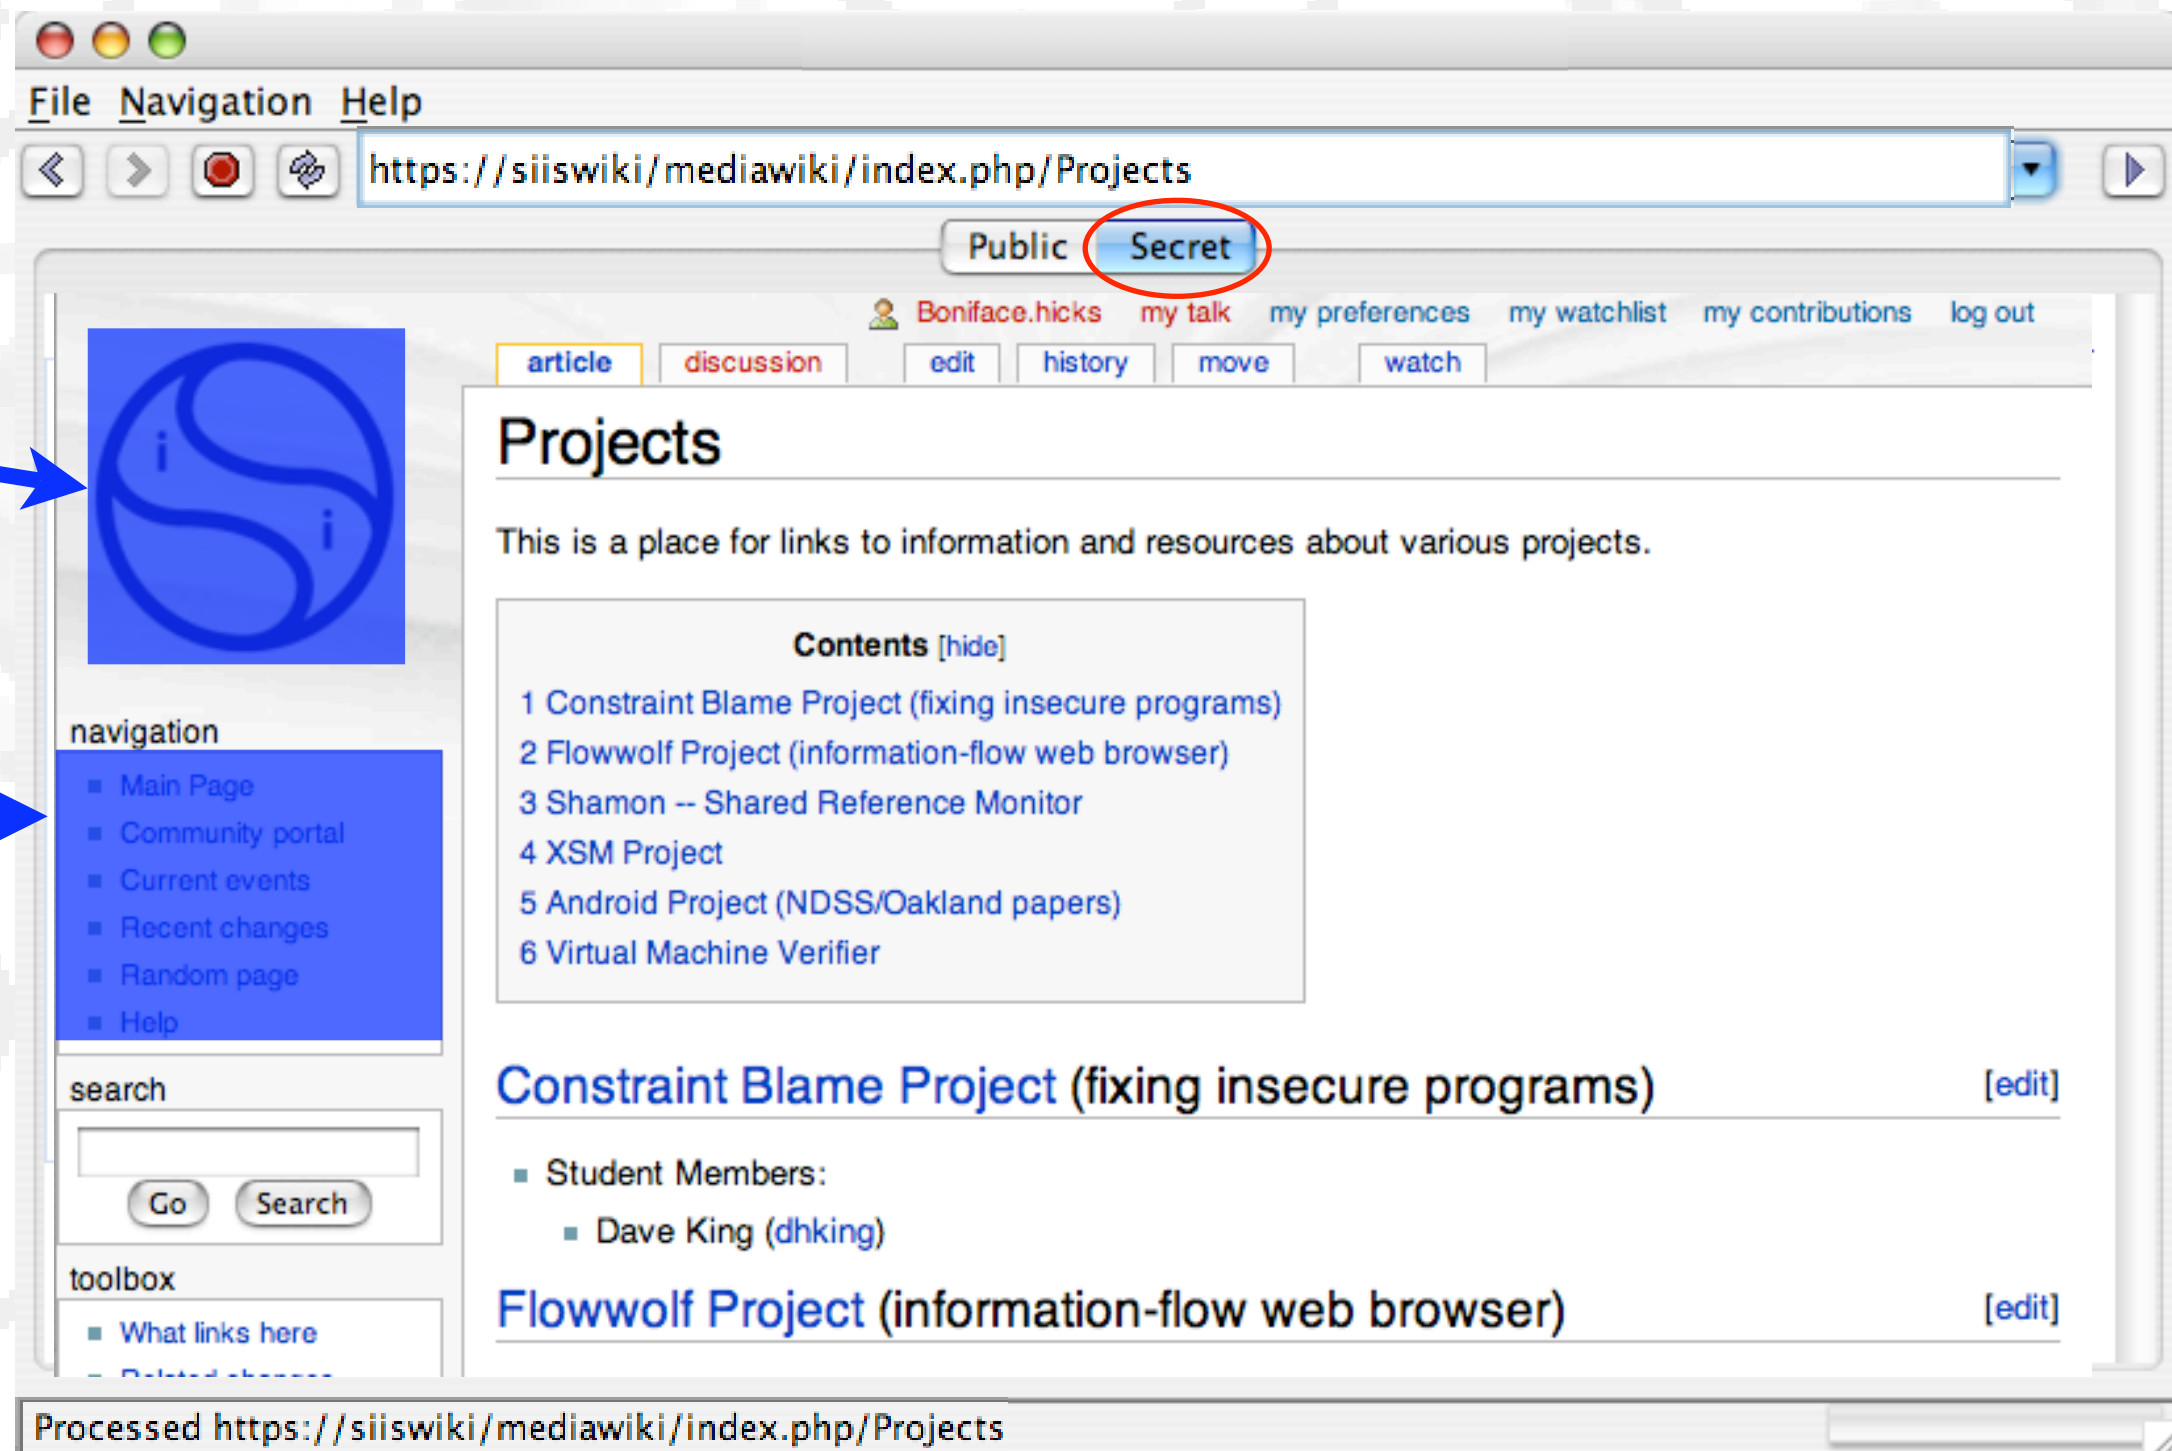 File Navigation Help
https://siiswiki/mediawiki/index.php/Projects
Public Secret
Boniface.hicks my talk my preferences my watchlist my contributions log out
article discussion edit history move watch
i
i
Projects
This is a place for links to information and resources about various projects.
Contents [hide]
1 Constraint Blame Project (fixing insecure programs)
2 Flowwolf Project (information-flow web browser)
3 Shamon -- Shared Reference Monitor
4 XSM Project
5 Android Project (NDSS/Oakland papers)
6 Virtual Machine Verifier
navigation
Main Page
Community portal
Current events
Recent changes
Random page
Help
search
Go Search
toolbox
What links here
Related changes
Constraint Blame Project (fixing insecure programs) [edit]
Student Members:
Dave King (dhking)
Flowwolf Project (information-flow web browser) [edit]
Processed https://siiswiki/mediawiki/index.php/Projects